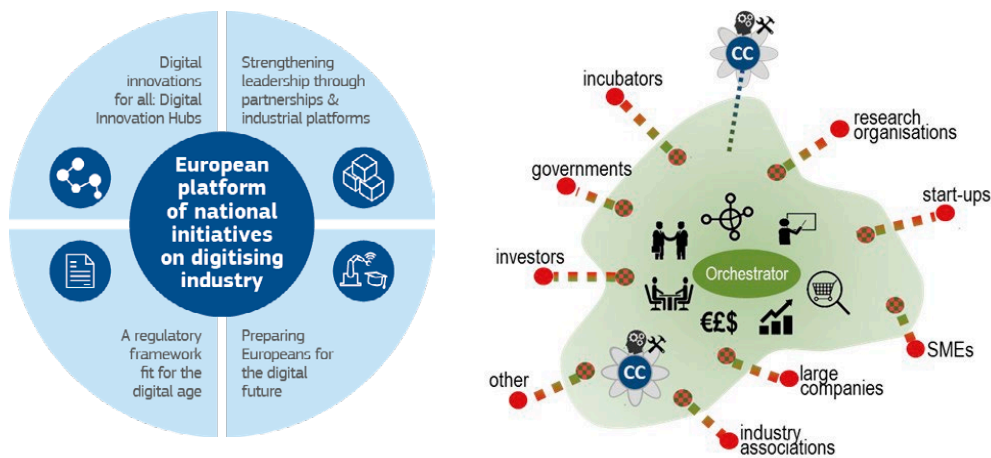 Digital
innovations
for all: Digital
Innovation Hubs
Strengthening
leadership through
partnerships &
industrial platforms
European
platform
of national
initiatives
on digitising
industry
A regulatory
framework
fit for the
digital age
Preparing
Europeans for
the digital
future
CC
incubators
research
organisations
governments
start-ups
investors
Orchestrator
€£$
SMEs
CC
other
large
companies
industry
associations